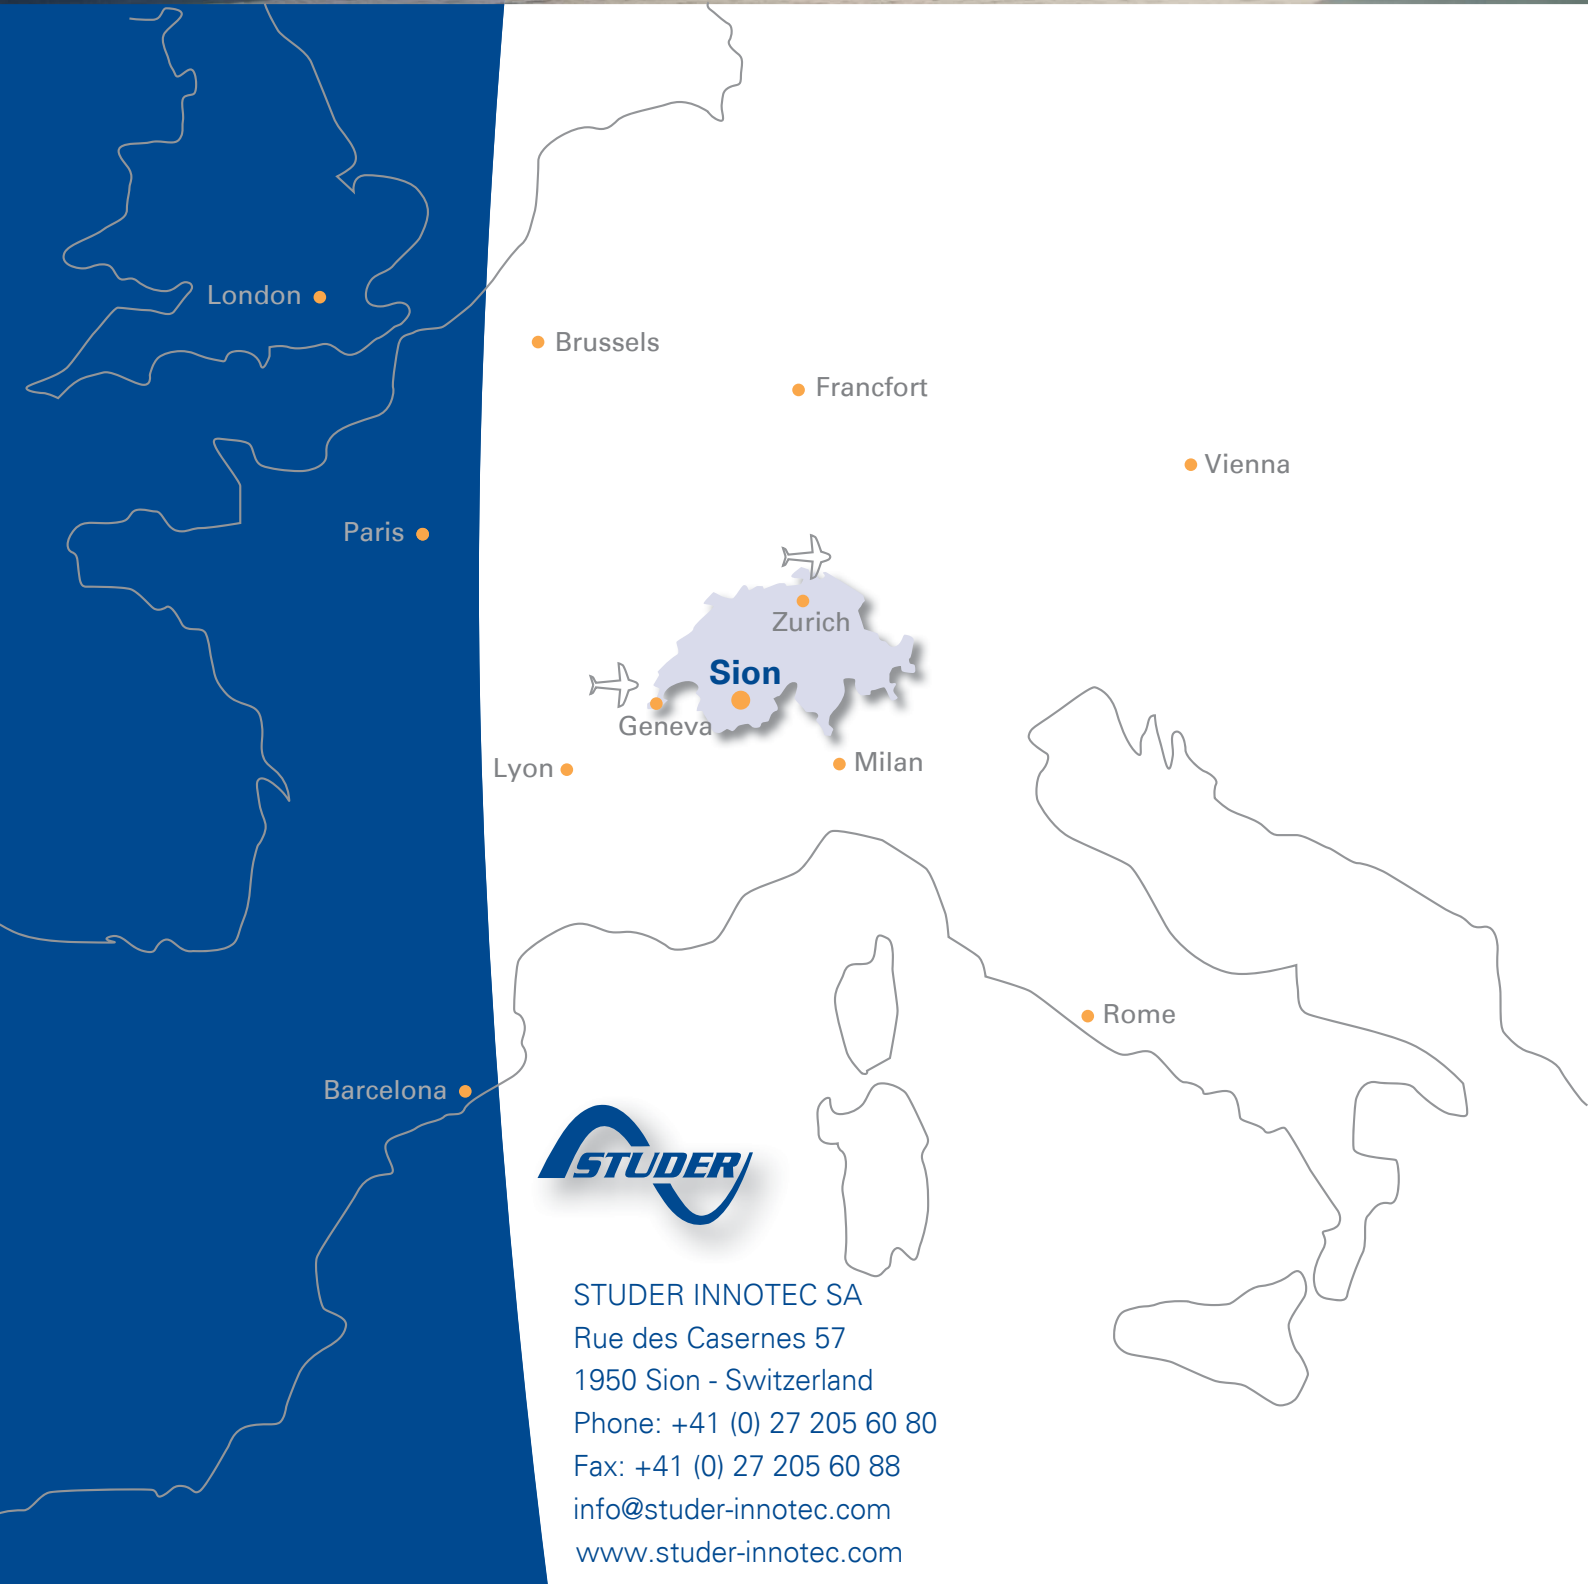 London
Brussels
Francfort
Vienna
Paris
Zurich
Sion
Geneva
Lyon
Milan
Rome
Barcelona
STUDER
STUDER INNOTEC SA
Rue des Casernes 57
1950 Sion - Switzerland
Phone: +41 (0) 27 205 60 80
Fax: +41 (0) 27 205 60 88
info@studer-innotec.com
www.studer-innotec.com